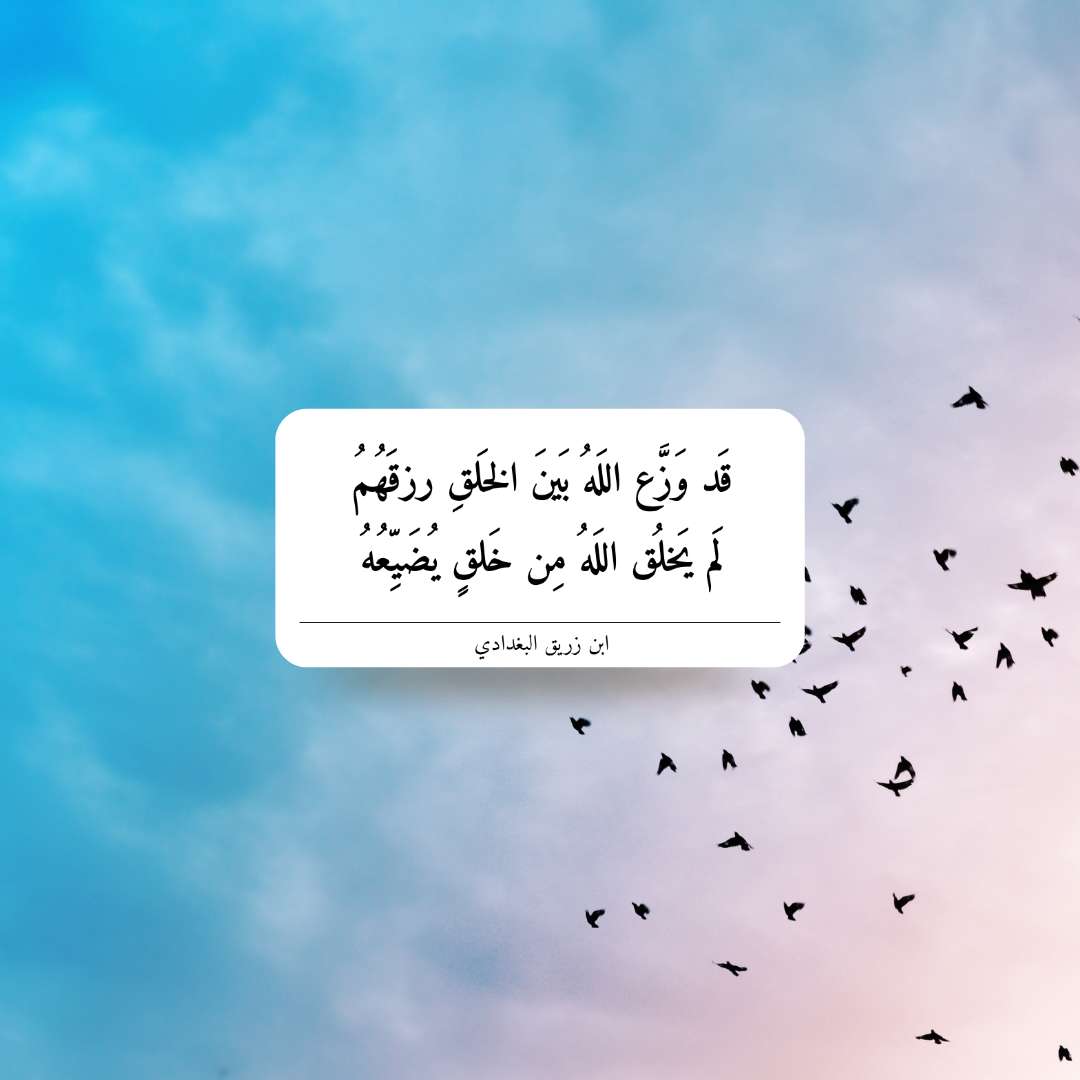 قَد وَزَّع اللَهُ بَينَ الخَلقِ رزقَهُمُ
لَم يَخلُق اللَهُ مِن خَلقٍ يُضَيِّعُهُ
ابن زريق البغدادي